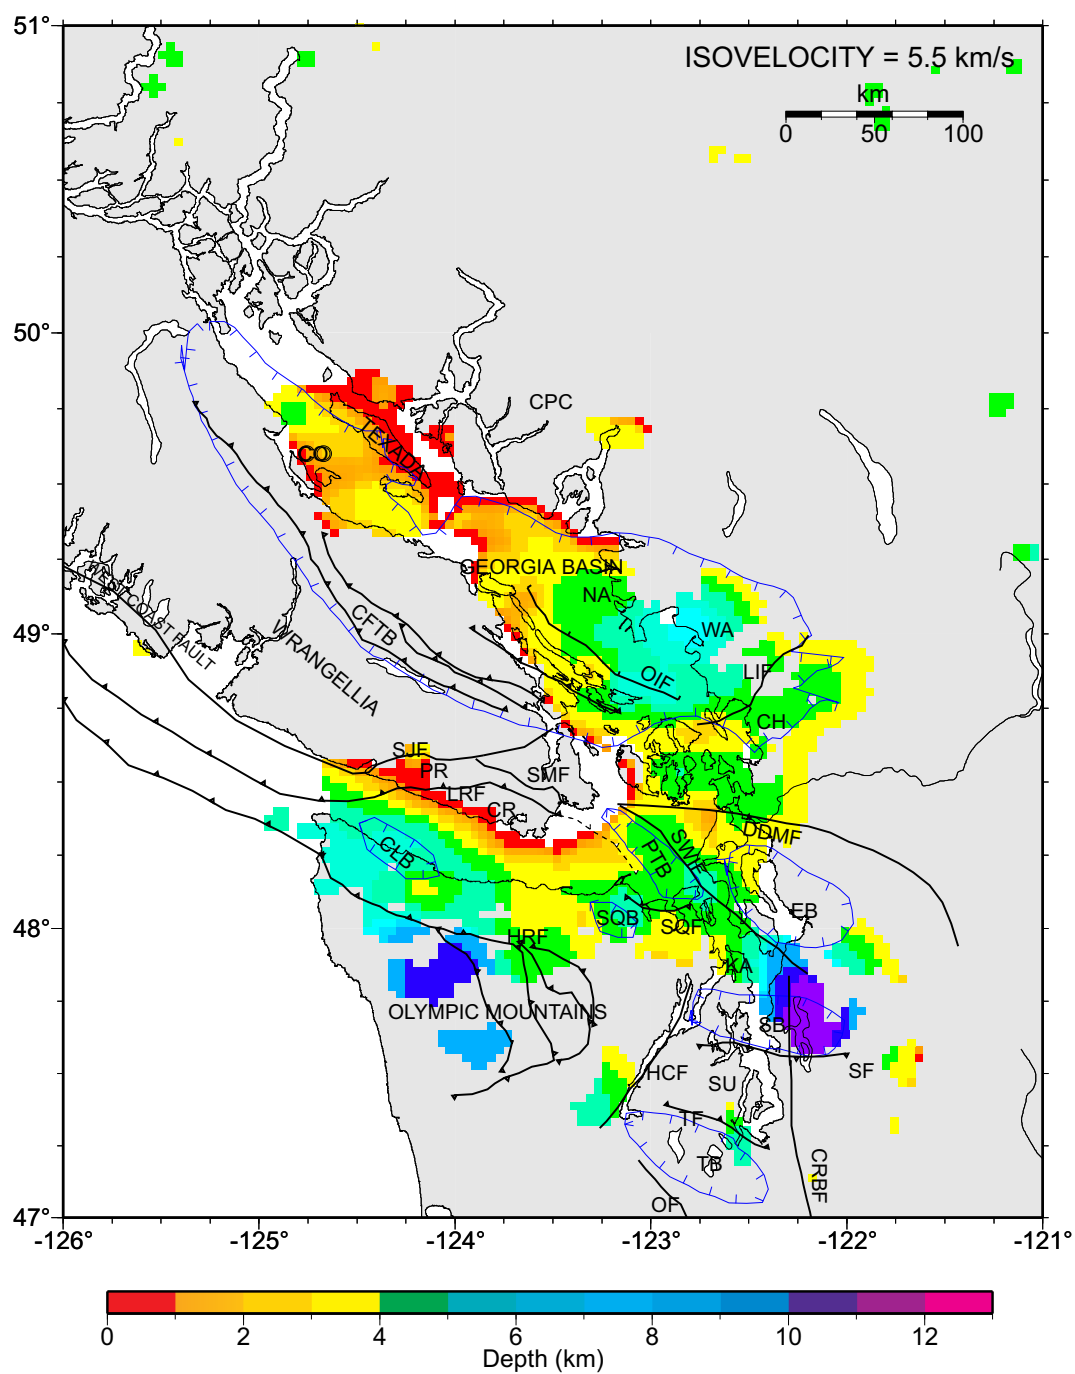 51°
ISOVELOCITY = 5.5 km/s
km
0 50 100
50°
CPC
TEXADA
CO
GEORGIA BASIN
NA
WEST COAST FAULT
49°
CFTB
WA
WRANGELLIA
OIF
LIF
CH
SJF
PR
SMF
LRF
CR
DDMF
SWF
PTB
CLB
EB
SQB
SQF
48°
HRF
KA
OLYMPIC MOUNTAINS
SB
SF
HCF
SU
TF
TB
CRBF
OF
47°
-126° -125° -124° -123° -122° -121°
0 2 4 6 8 10 12
Depth (km)